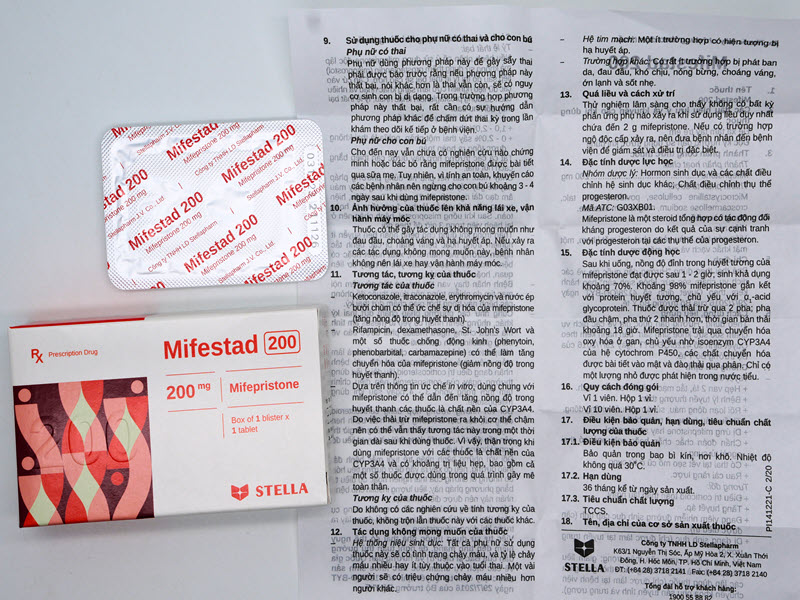 Stellapharm J.V. Co., Ltd.
Mifestad 200
Mifepristone 200 mg
Công ty TNHH LD Stellapharm
Mifestad 200
Mifepristone 200 mg
Stellapharm J.V. Co., Ltd.
Mifestad 200
Mifepristone 200 mg
Công ty TNHH LD Stellapharm
Mifestad 200
Mifepristone 200 mg
Stellapharm J.V. Co., Ltd.
Rx Prescription Drug
Mifestad 200
200 mg
Mifepristone
Box of 1 blister x
1 tablet
200
STELLA
9. Sử dụng thuốc cho phụ nữ có thai và cho con bú
Phụ nữ có thai
Phụ nữ dùng phương pháp này để gây sẩy thai
phải được báo trước rằng nếu phương pháp này
thất bại, nói khác hơn là thai vẫn còn, sẽ có nguy
cơ sinh con bị dị dạng. Trong trường hợp phương
pháp này thất bại, rất cần có sự hướng dẫn
phương pháp khác để chấm dứt thai kỳ trong lần
khám theo dõi kế tiếp ở bệnh viện.
Phụ nữ cho con bú
Cho đến nay vẫn chưa có nghiên cứu nào chứng
minh hoặc bác bỏ rằng mifepristone được bài tiết
qua sữa mẹ. Tuy nhiên, vì tính an toàn, khuyến cáo
các bệnh nhân nên ngừng cho con bú khoảng 3 - 4
ngày sau khi dùng mifepristone.
10. Ảnh hưởng của thuốc lên khả năng lái xe, vận
hành máy móc
Thuốc có thể gây tác dụng không mong muốn như
đau đầu, choáng váng và hạ huyết áp. Nếu xảy ra
các tác dụng không mong muốn này, bệnh nhân
không nên lái xe hay vận hành máy móc.
11. Tương tác, tương kỵ của thuốc
Tương tác của thuốc
– Ketoconazole, itraconazole, erythromycin và nước ép
bưởi chùm có thể ức chế sự dị hóa của mifepristone
(tăng nồng độ trong huyết thanh).
– Rifampin, dexamethasone, St. John's Wort và
một số thuốc chống động kinh (phenytoin,
phenobarbital, carbamazepine) có thể làm tăng
chuyển hóa của mifepristone (giảm nồng độ trong
huyết thanh).
– Dựa trên thông tin ức chế in vitro, dùng chung với
mifepristone có thể dẫn đến tăng nồng độ trong
huyết thanh các thuốc là chất nền của CYP3A4.
Do việc thải trừ mifepristone ra khỏi cơ thể chậm
nên có thể vẫn thấy tương tác này trong một thời
gian dài sau khi dùng thuốc. Vì vậy, thận trọng khi
dùng mifepristone với các thuốc là chất nền của
CYP3A4 và có khoảng trị liệu hẹp, bao gồm cả
một số thuốc được dùng trong quá trình gây mê
toàn thân.
Tương kỵ của thuốc
Do không có các nghiên cứu về tính tương kỵ của
thuốc, không trộn lẫn thuốc này với các thuốc khác.
12. Tác dụng không mong muốn của thuốc
– Hệ thống niệu sinh dục: Tất cả phụ nữ sử dụng
thuốc này sẽ có tình trạng chảy máu, và tỷ lệ chảy
máu nhiều hay ít tùy thuộc vào tuổi thai. Một vài
người sẽ có triệu chứng chảy máu nhiều hơn
người khác.
– Hệ tim mạch: Một ít trường hợp có hiện tượng bị
hạ huyết áp.
– Trường hợp khác: có rất ít trường hợp bị phát ban
da, đau đầu, khó chịu, nóng bừng, choáng váng,
ớn lạnh và sốt nhẹ.
13. Quá liều và cách xử trí
Thử nghiệm lâm sàng cho thấy không có bất kỳ
phản ứng phụ nào xảy ra khi sử dụng liều duy nhất
chứa đến 2 g mifepristone. Nếu có trường hợp
ngộ độc cấp xảy ra, nên đưa bệnh nhân đến bệnh
viện để giám sát và điều trị đặc biệt.
14. Đặc tính dược lực học
Nhóm dược lý: Hormon sinh dục và các chất điều
chỉnh hệ sinh dục khác; Chất điều chỉnh thụ thể
progesteron.
Mã ATC: G03XB01.
Mifepristone là một steroid tổng hợp có tác động đối
kháng progesteron do kết quả của sự cạnh tranh
với progesteron tại các thụ thể của progesteron.
15. Đặc tính dược động học
Sau khi uống, nồng độ đỉnh trong huyết tương của
mifepristone đạt được sau 1 - 2 giờ; sinh khả dụng
khoảng 70%. Khoảng 98% mifepristone gắn kết
với protein huyết tương, chủ yếu với α₁-acid
glycoprotein. Thuốc được thải trừ qua 2 pha; pha
đầu chậm, pha thứ 2 nhanh hơn, thời gian bán thải
khoảng 18 giờ. Mifepristone trải qua chuyển hóa
oxy hóa ở gan, chủ yếu nhờ isoenzym CYP3A4
của hệ cytochrom P450, các chất chuyển hóa
được bài tiết vào mật và đào thải qua phân. Chỉ có
một lượng nhỏ được phát hiện trong nước tiểu.
16. Quy cách đóng gói
Vỉ 1 viên. Hộp 1 vỉ.
Vỉ 10 viên. Hộp 1 vỉ.
17. Điều kiện bảo quản, hạn dùng, tiêu chuẩn chất
lượng của thuốc
17.1. Điều kiện bảo quản
Bảo quản trong bao bì kín, nơi khô. Nhiệt độ
không quá 30°C.
17.2. Hạn dùng
36 tháng kể từ ngày sản xuất.
17.3. Tiêu chuẩn chất lượng
TCCS.
18. Tên, địa chỉ của cơ sở sản xuất thuốc
PI141221-C 2/20
STELLA
Công ty TNHH LD Stellapharm
K63/1 Nguyễn Thị Sóc, Ấp Mỹ Hòa 2, X. Xuân Thới
Đông, H. Hóc Môn, TP. Hồ Chí Minh, Việt Nam
ĐT: (+84 28) 3718 2141 Fax: (+84 28) 3718 2140
Tổng đài hỗ trợ khách hàng:
1900 55 88 82